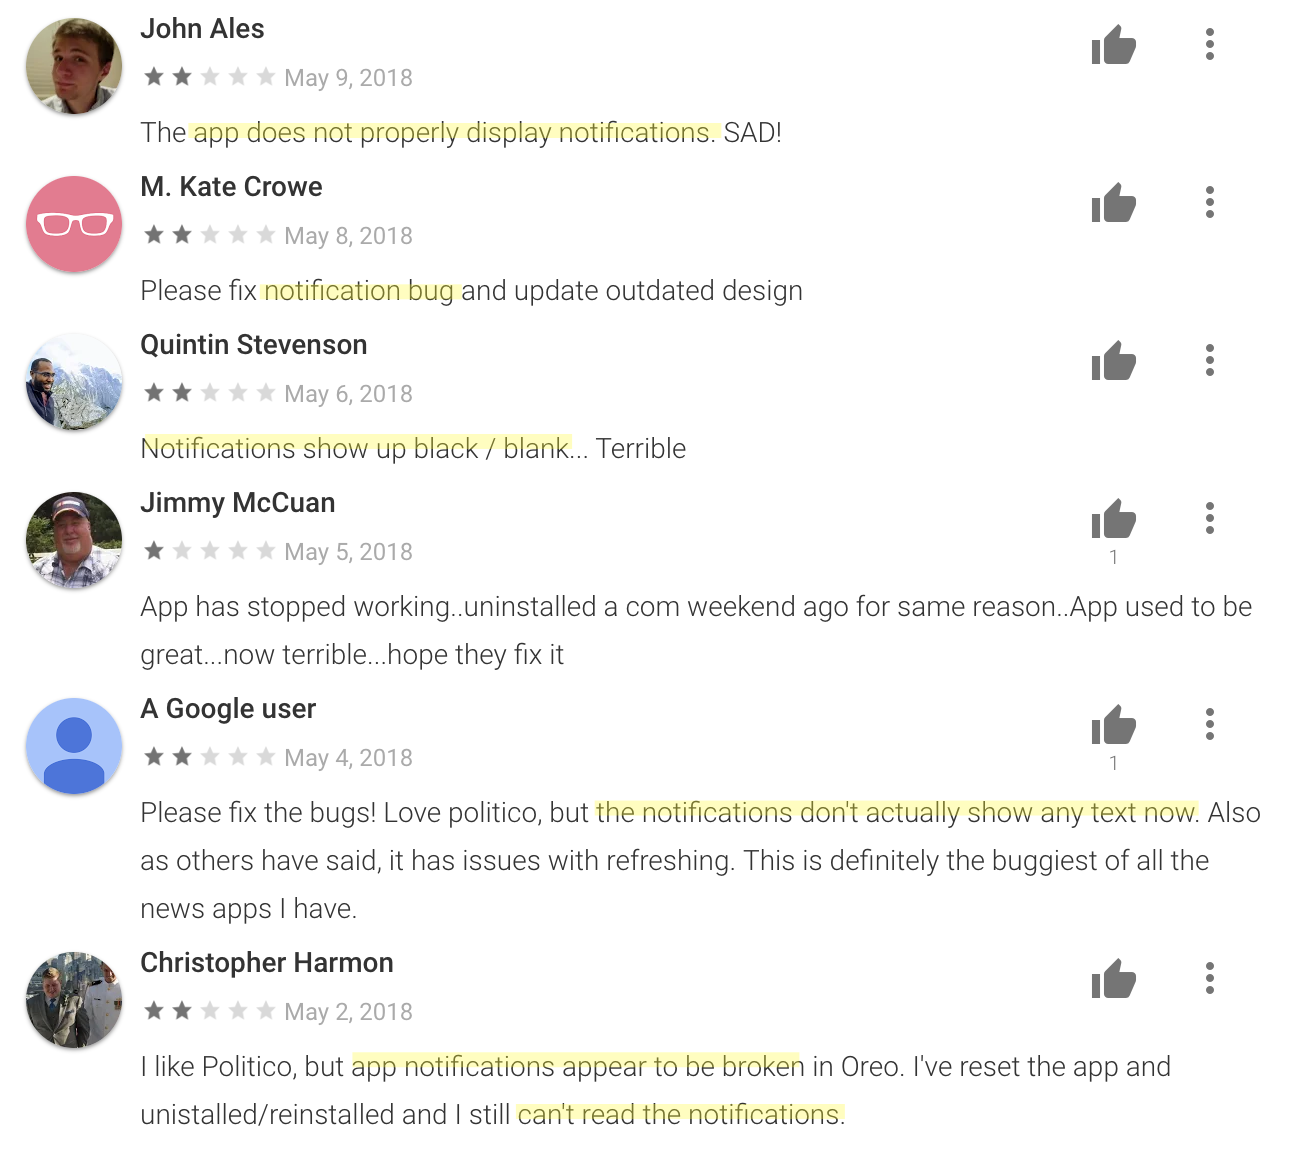 John Ales
May 9, 2018
The app does not properly display notifications. SAD!
M. Kate Crowe
May 8, 2018
Please fix notification bug and update outdated design
Quintin Stevenson
May 6, 2018
Notifications show up black / blank... Terrible
Jimmy McCuan
May 5, 2018
1
App has stopped working..uninstalled a com weekend ago for same reason..App used to be
great...now terrible...hope they fix it
A Google user
May 4, 2018
1
Please fix the bugs! Love politico, but the notifications don't actually show any text now. Also
as others have said, it has issues with refreshing. This is definitely the buggiest of all the
news apps I have.
Christopher Harmon
May 2, 2018
I like Politico, but app notifications appear to be broken in Oreo. I've reset the app and
unistalled/reinstalled and I still can't read the notifications.